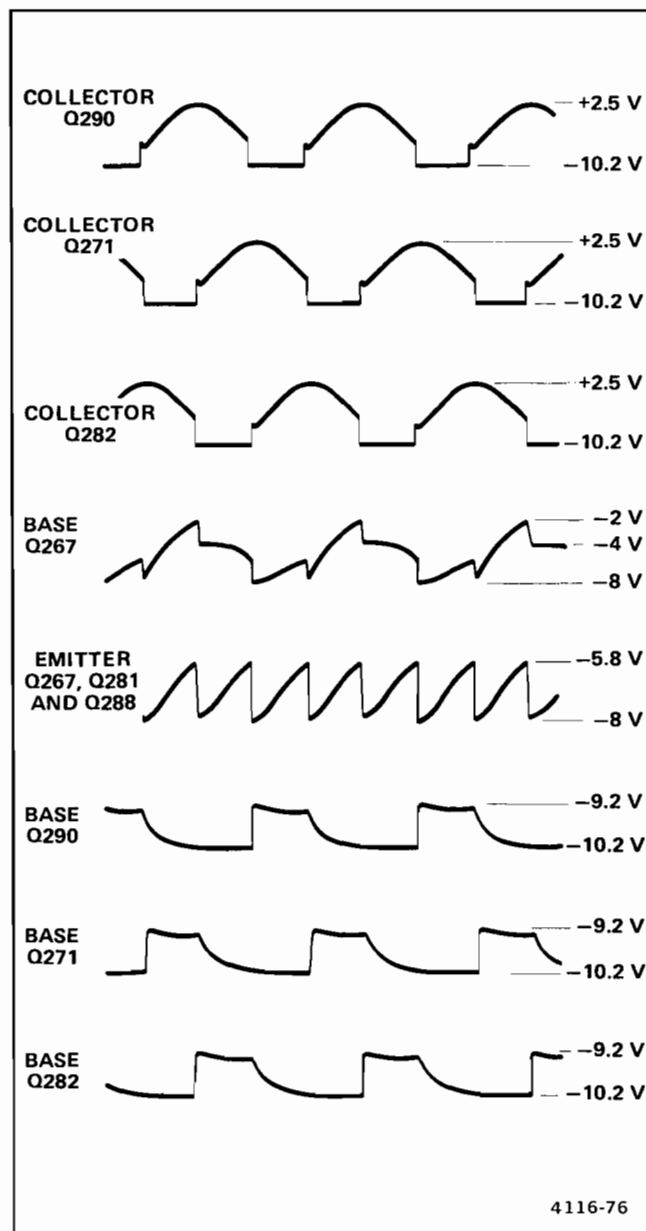 COLLECTOR
Q290
+2.5 V
−10.2 V
COLLECTOR
Q271
+2.5 V
−10.2 V
COLLECTOR
Q282
+2.5 V
−10.2 V
BASE
Q267
−2 V
−4 V
−8 V
EMITTER
Q267, Q281
AND Q288
−5.8 V
−8 V
BASE
Q290
−9.2 V
−10.2 V
BASE
Q271
−9.2 V
−10.2 V
BASE
Q282
−9.2 V
−10.2 V
4116-76